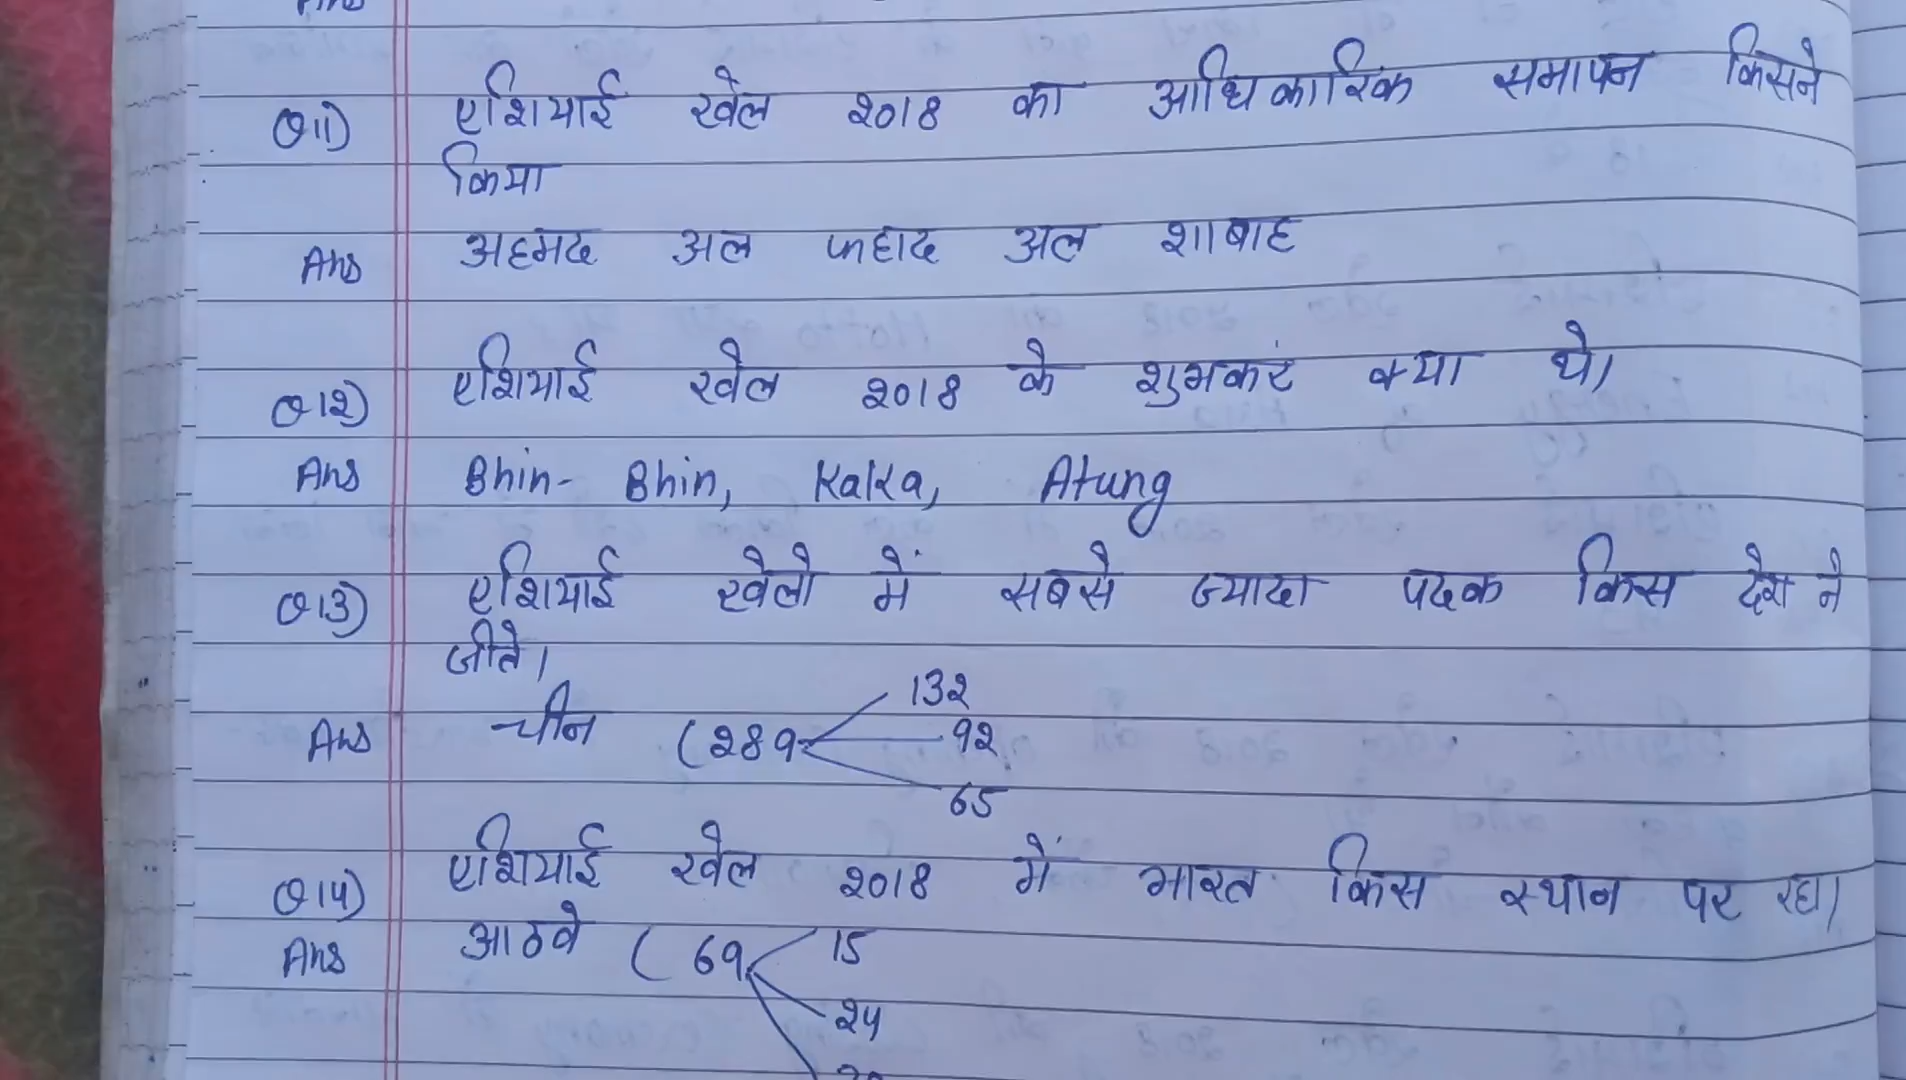 Q11) एशियाई खेल 2018 का आधिकारिक समापन किसने
किया
Ans अहमद अल फहाद अल शाबाह
Q12) एशियाई खेल 2018 के शुभकरं क्या थे।
Ans Bhin-Bhin, Kaka, Atung
Q13) एशियाई खेलो में सबसे ज्यादा पदक किस देश ने
जीते।
132
Ans चीन (289 92
65
Q14) एशियाई खेल 2018 में भारत किस स्थान पर रहा।
Ans आठवे (69 15
24